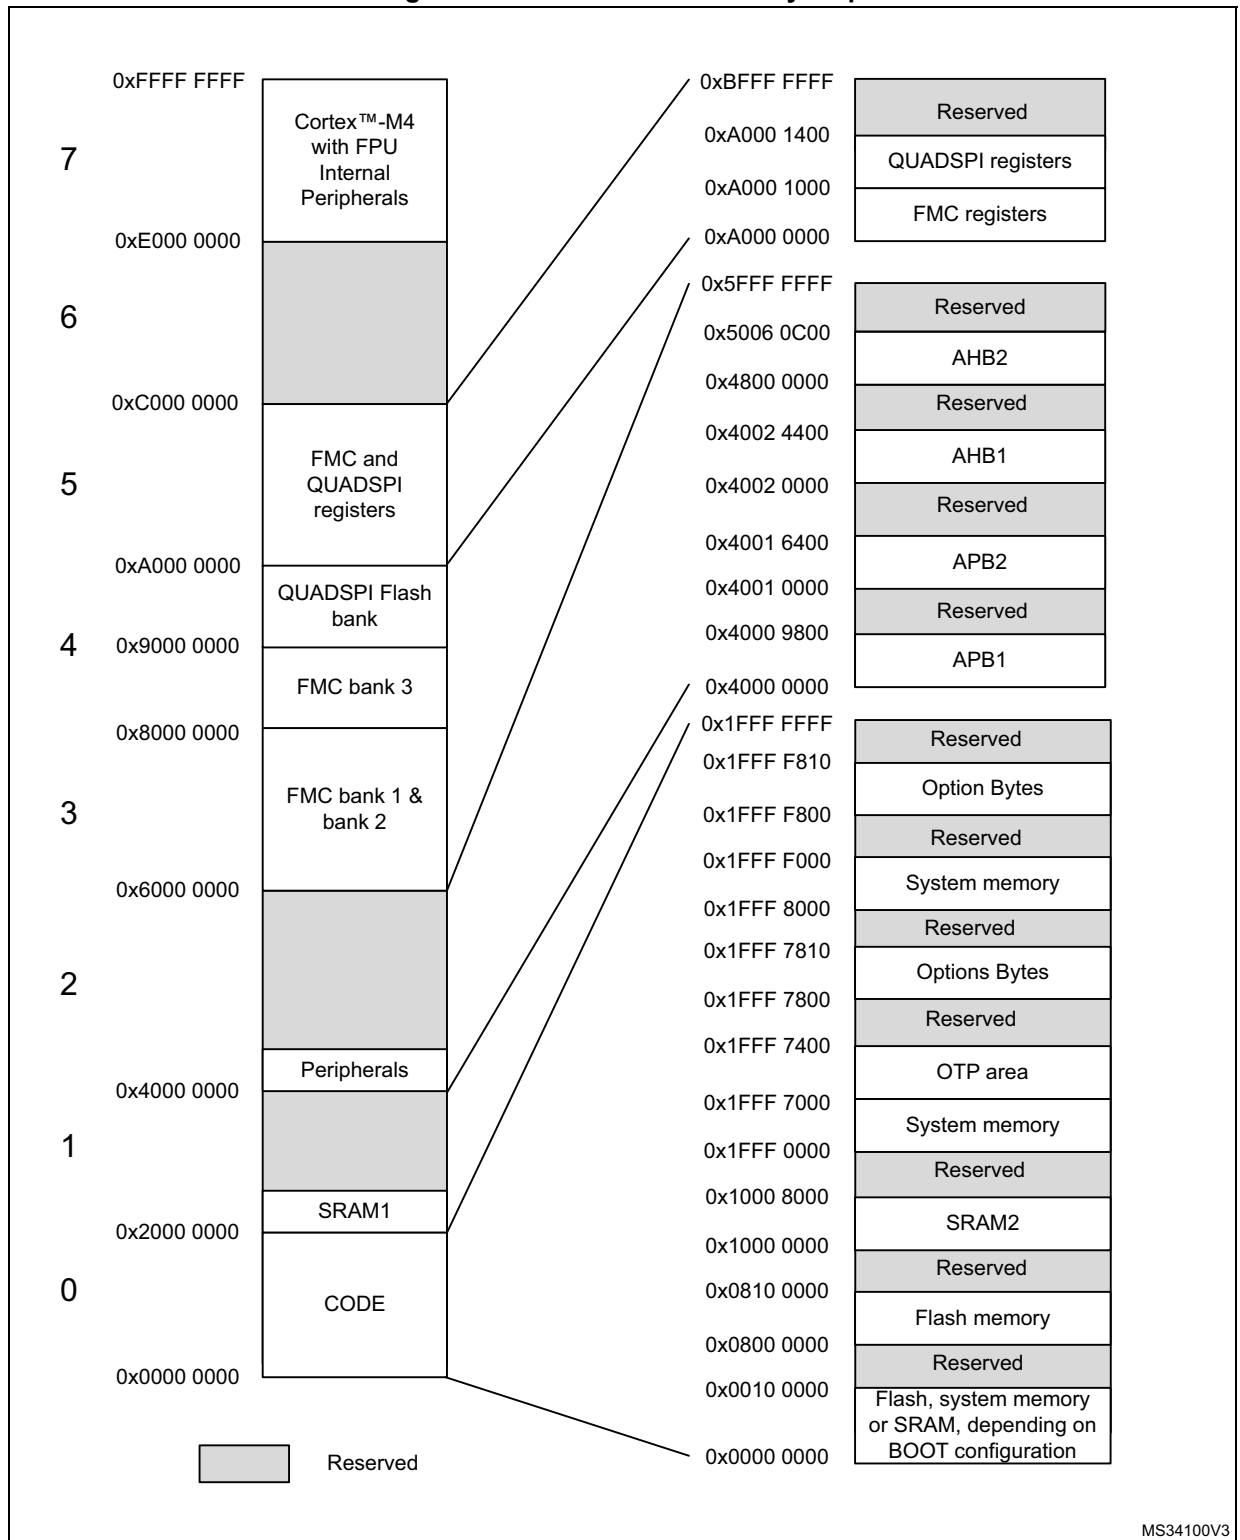 0xFFFF FFFF
Cortex™-M4
with FPU
Internal
Peripherals
7
0xE000 0000
6
0xC000 0000
FMC and
QUADSPI
registers
5
0xA000 0000
QUADSPI Flash
bank
4
0x9000 0000
FMC bank 3
0x8000 0000
FMC bank 1 &
bank 2
3
0x6000 0000
2
Peripherals
0x4000 0000
1
SRAM1
0x2000 0000
0
CODE
0x0000 0000
Reserved
0xBFFF FFFF
Reserved
0xA000 1400
QUADSPI registers
0xA000 1000
FMC registers
0xA000 0000
0x5FFF FFFF
Reserved
0x5006 0C00
AHB2
0x4800 0000
Reserved
0x4002 4400
AHB1
0x4002 0000
Reserved
0x4001 6400
APB2
0x4001 0000
Reserved
0x4000 9800
APB1
0x4000 0000
0x1FFF FFFF
Reserved
0x1FFF F810
Option Bytes
0x1FFF F800
Reserved
0x1FFF F000
System memory
0x1FFF 8000
Reserved
0x1FFF 7810
Options Bytes
0x1FFF 7800
Reserved
0x1FFF 7400
OTP area
0x1FFF 7000
System memory
0x1FFF 0000
Reserved
0x1000 8000
SRAM2
0x1000 0000
Reserved
0x0810 0000
Flash memory
0x0800 0000
Reserved
0x0010 0000
Flash, system memory
or SRAM, depending on
BOOT configuration
0x0000 0000
MS34100V3